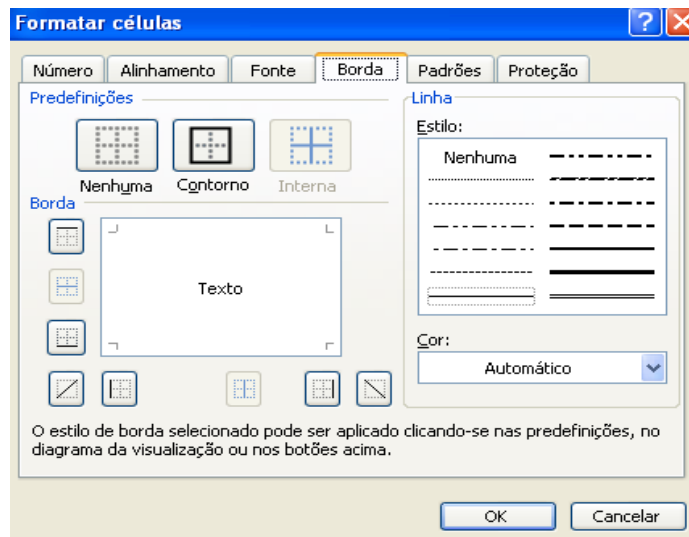 Formatar células
Número Alinhamento Fonte Borda Padrões Proteção
Predefinições
Nenhuma Contorno Interna
Borda
Texto
Linha
Estilo:
Nenhuma
Cor:
Automático
O estilo de borda selecionado pode ser aplicado clicando-se nas predefinições, no
diagrama da visualização ou nos botões acima.
OK Cancelar